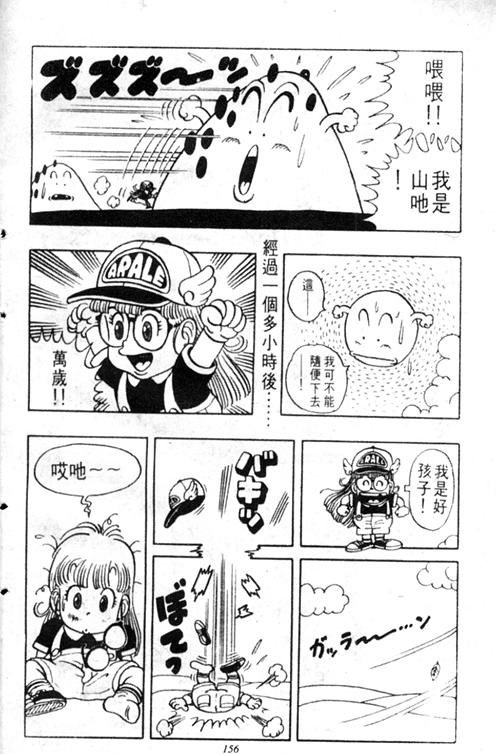 喂喂!!
我是
山吔
!
ズズズ〜〜ッ
這—
我可不能
隨便下去
—!
經過一個多小時後……
ARALE
萬歲!!
我是好
孩子!
ARALE
バキッ
哎吔〜〜
ぼてっ
ガッラ〜〜…ン
156